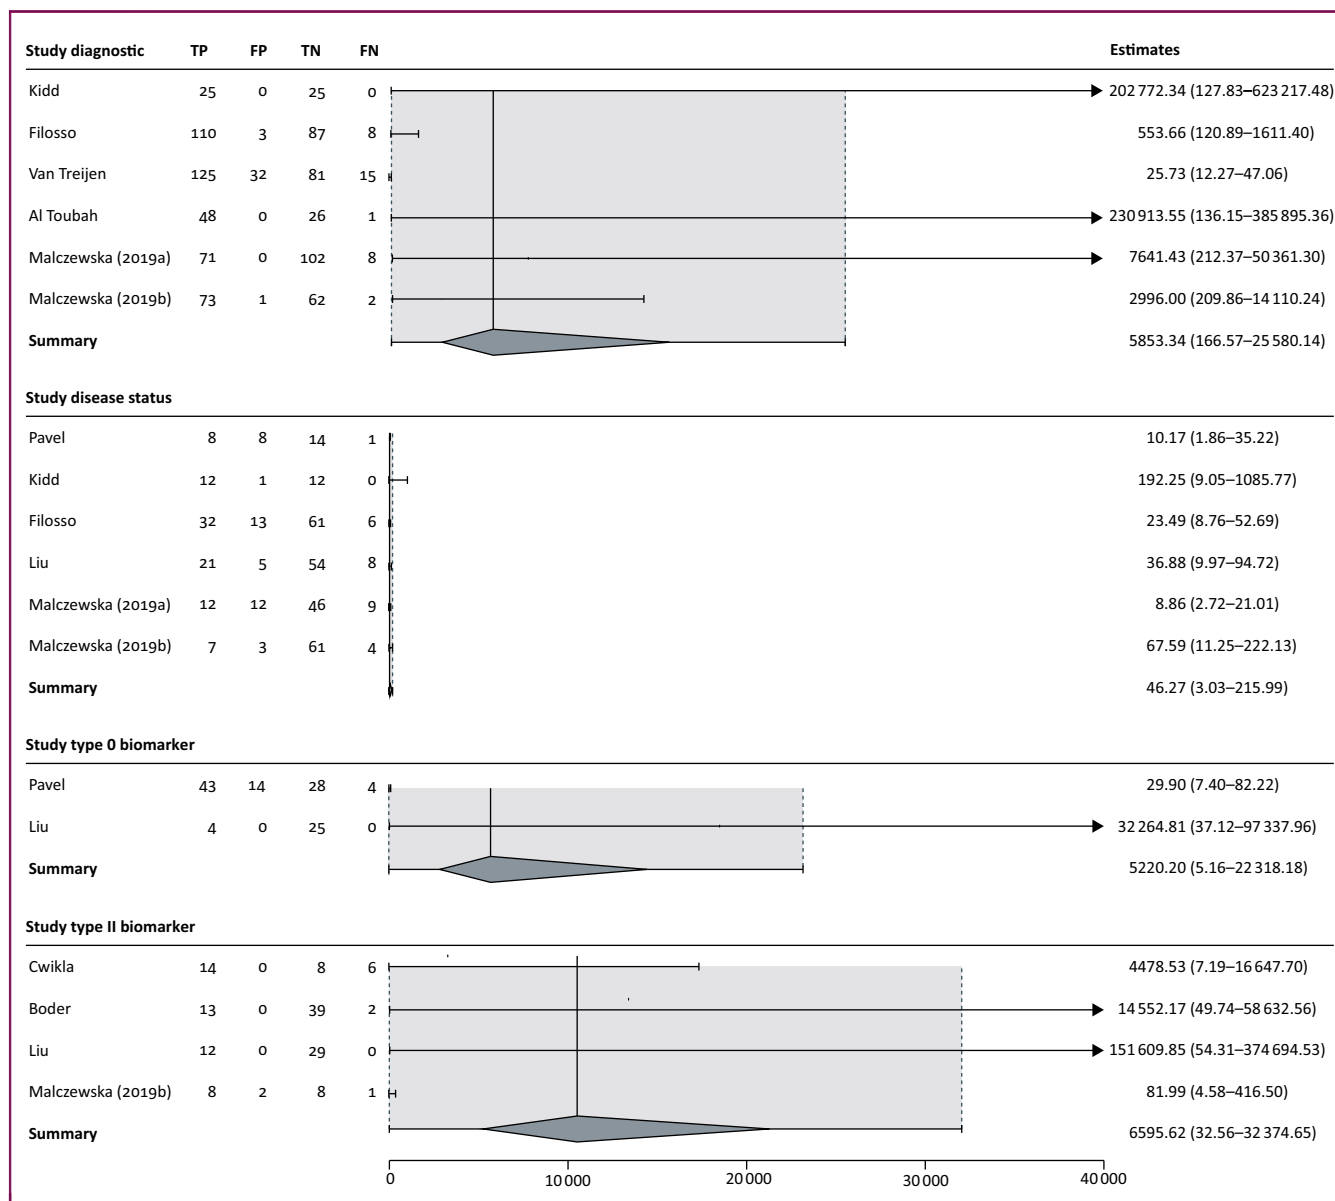 Study diagnostic TP FP TN FN Estimates
Kidd 25 0 25 0 202 772.34 (127.83–623 217.48)
Filosso 110 3 87 8 553.66 (120.89–1611.40)
Van Treijen 125 32 81 15 25.73 (12.27–47.06)
Al Toubah 48 0 26 1 230 913.55 (136.15–385 895.36)
Malczewska (2019a) 71 0 102 8 7641.43 (212.37–50 361.30)
Malczewska (2019b) 73 1 62 2 2996.00 (209.86–14 110.24)
Summary 5853.34 (166.57–25 580.14)
Study disease status
Pavel 8 8 14 1 10.17 (1.86–35.22)
Kidd 12 1 12 0 192.25 (9.05–1085.77)
Filosso 32 13 61 6 23.49 (8.76–52.69)
Liu 21 5 54 8 36.88 (9.97–94.72)
Malczewska (2019a) 12 12 46 9 8.86 (2.72–21.01)
Malczewska (2019b) 7 3 61 4 67.59 (11.25–222.13)
Summary 46.27 (3.03–215.99)
Study type 0 biomarker
Pavel 43 14 28 4 29.90 (7.40–82.22)
Liu 4 0 25 0 32 264.81 (37.12–97 337.96)
Summary 5220.20 (5.16–22 318.18)
Study type II biomarker
Cwikla 14 0 8 6 4478.53 (7.19–16 647.70)
Boder 13 0 39 2 14 552.17 (49.74–58 632.56)
Liu 12 0 29 0 151 609.85 (54.31–374 694.53)
Malczewska (2019b) 8 2 8 1 81.99 (4.58–416.50)
Summary 6595.62 (32.56–32 374.65)
0 10 000 20 000 30 000 40 000